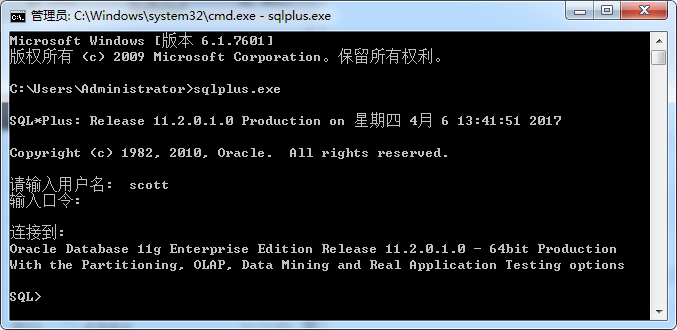 管理员: C:\Windows\system32\cmd.exe - sqlplus.exe
Microsoft Windows [版本 6.1.7601]
版权所有 (c) 2009 Microsoft Corporation。保留所有权利。
C:\Users\Administrator>sqlplus.exe
SQL*Plus: Release 11.2.0.1.0 Production on 星期四 4月 6 13:41:51 2017
Copyright (c) 1982, 2010, Oracle.  All rights reserved.
请输入用户名:  scott
输入口令:
连接到:
Oracle Database 11g Enterprise Edition Release 11.2.0.1.0 - 64bit Production
With the Partitioning, OLAP, Data Mining and Real Application Testing options
SQL>